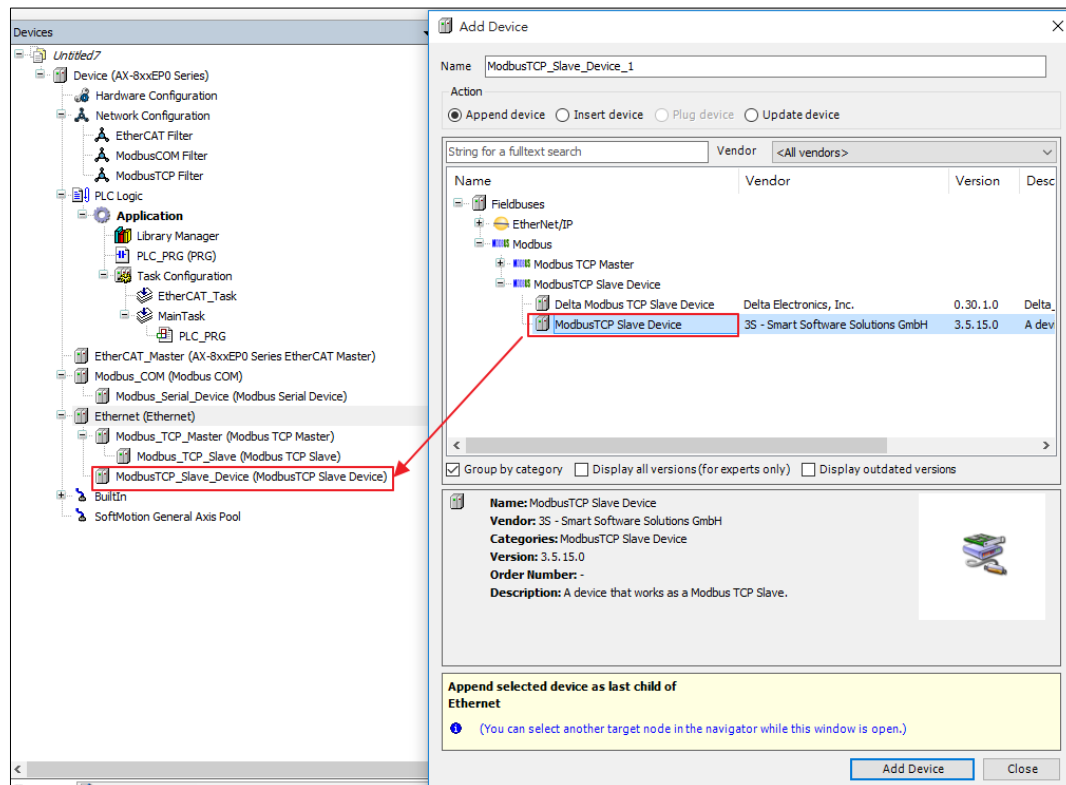 Devices
Untitled7
Device (AX-8xxEP0 Series)
Hardware Configuration
Network Configuration
EtherCAT Filter
ModbusCOM Filter
ModbusTCP Filter
PLC Logic
Application
Library Manager
PLC_PRG (PRG)
Task Configuration
EtherCAT_Task
MainTask
PLC_PRG
EtherCAT_Master (AX-8xxEP0 Series EtherCAT Master)
Modbus_COM (Modbus COM)
Modbus_Serial_Device (Modbus Serial Device)
Ethernet (Ethernet)
Modbus_TCP_Master (Modbus TCP Master)
Modbus_TCP_Slave (Modbus TCP Slave)
ModbusTCP_Slave_Device (ModbusTCP Slave Device)
BuiltIn
SoftMotion General Axis Pool
Add Device
Name ModbusTCP_Slave_Device_1
Action
Append device Insert device Plug device Update device
String for a fulltext search Vendor <All vendors>
Name Vendor Version Desc
Fieldbuses
EtherNet/IP
Modbus
Modbus TCP Master
ModbusTCP Slave Device
Delta Modbus TCP Slave Device Delta Electronics, Inc. 0.30.1.0 Delta_
ModbusTCP Slave Device 3S - Smart Software Solutions GmbH 3.5.15.0 A dev
Group by category Display all versions (for experts only) Display outdated versions
Name: ModbusTCP Slave Device
Vendor: 3S - Smart Software Solutions GmbH
Categories: ModbusTCP Slave Device
Version: 3.5.15.0
Order Number: -
Description: A device that works as a Modbus TCP Slave.
Append selected device as last child of
Ethernet
(You can select another target node in the navigator while this window is open.)
Add Device Close